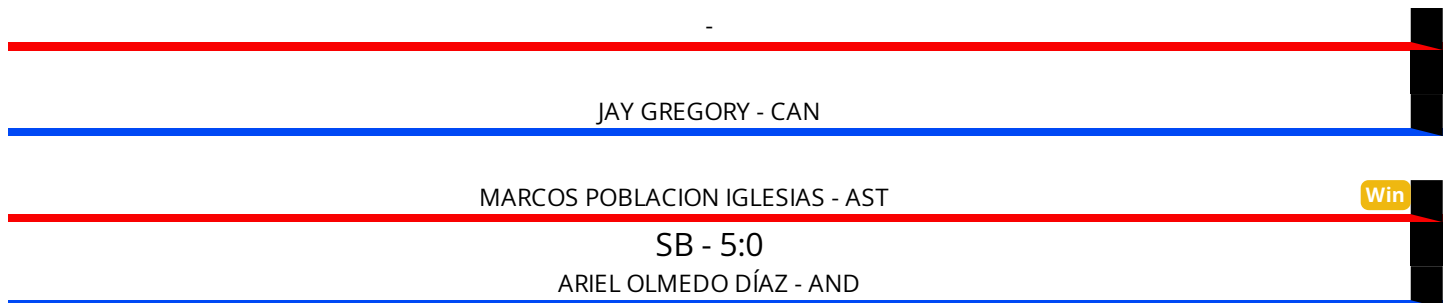 -
JAY GREGORY - CAN
MARCOS POBLACION IGLESIAS - AST Win
SB - 5:0
ARIEL OLMEDO DÍAZ - AND